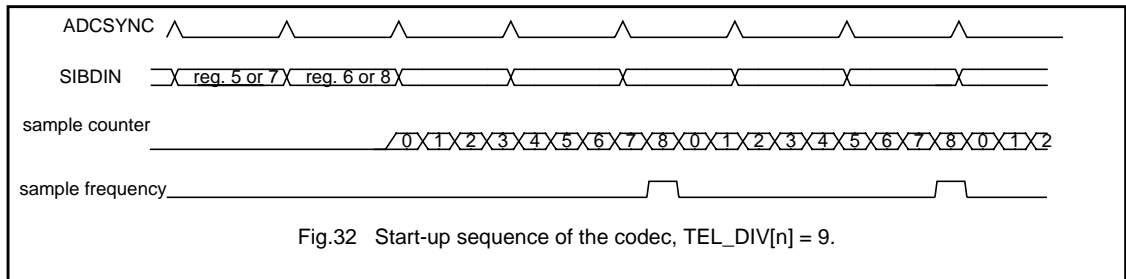 ADCSYNC
SIBDIN reg. 5 or 7 reg. 6 or 8
sample counter 0 1 2 3 4 5 6 7 8 0 1 2 3 4 5 6 7 8 0 1 2
sample frequency
Fig.32 Start-up sequence of the codec, TEL_DIV[n] = 9.